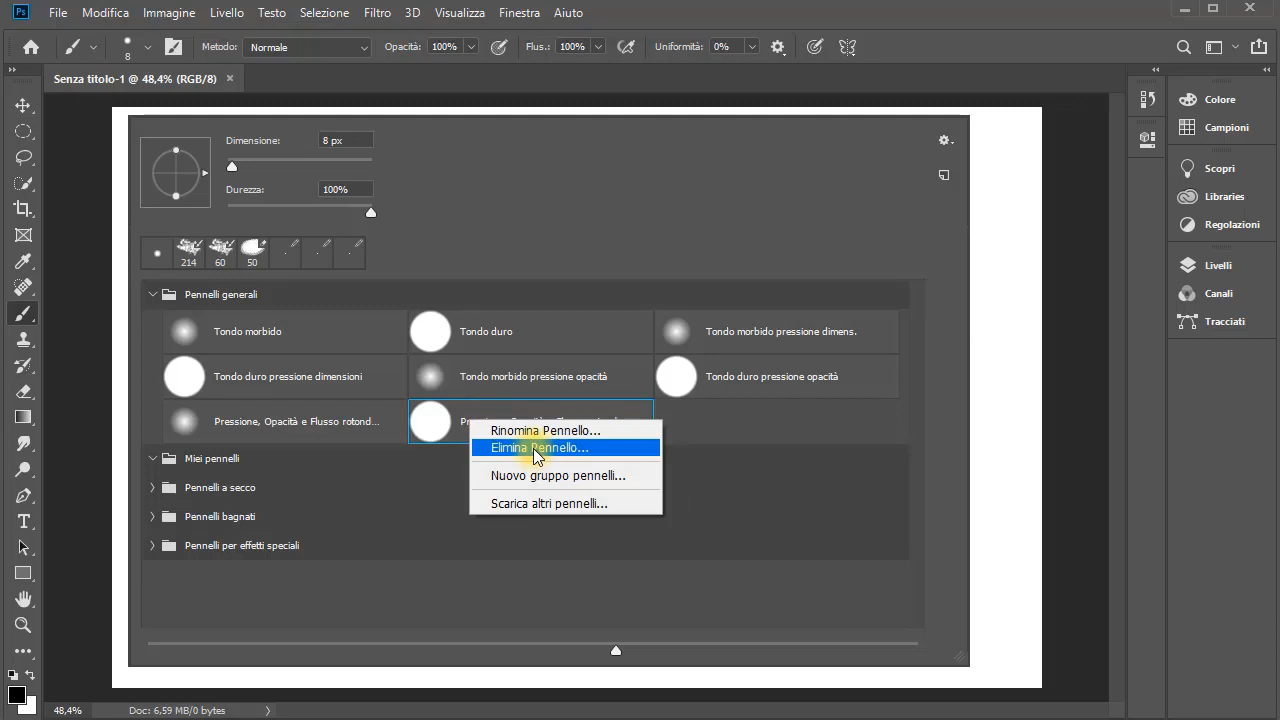 Ps File Modifica Immagine Livello Testo Selezione Filtro 3D Visualizza Finestra Aiuto
8 Metodo: Normale Opacità: 100% Flus.: 100% Uniformità: 0%
Senza titolo-1 @ 48,4% (RGB/8)
Colore
Campioni
Scopri
Libraries
Regolazioni
Livelli
Canali
Tracciati
Dimensione: 8 px
Durezza: 100%
214 60 50
Pennelli generali
Tondo morbido Tondo duro Tondo morbido pressione dimens.
Tondo duro pressione dimensioni Tondo morbido pressione opacità Tondo duro pressione opacità
Pressione, Opacità e Flusso rotond...
Rinomina Pennello...
Elimina Pennello...
Nuovo gruppo pennelli...
Scarica altri pennelli...
Miei pennelli
Pennelli a secco
Pennelli bagnati
Pennelli per effetti speciali
48,4% Doc: 6,59 MB/0 bytes